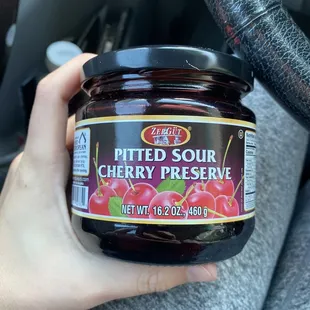 ZERGÜT
PITTED SOUR
CHERRY PRESERVE
NET WT. 16.2 OZ. 460 g